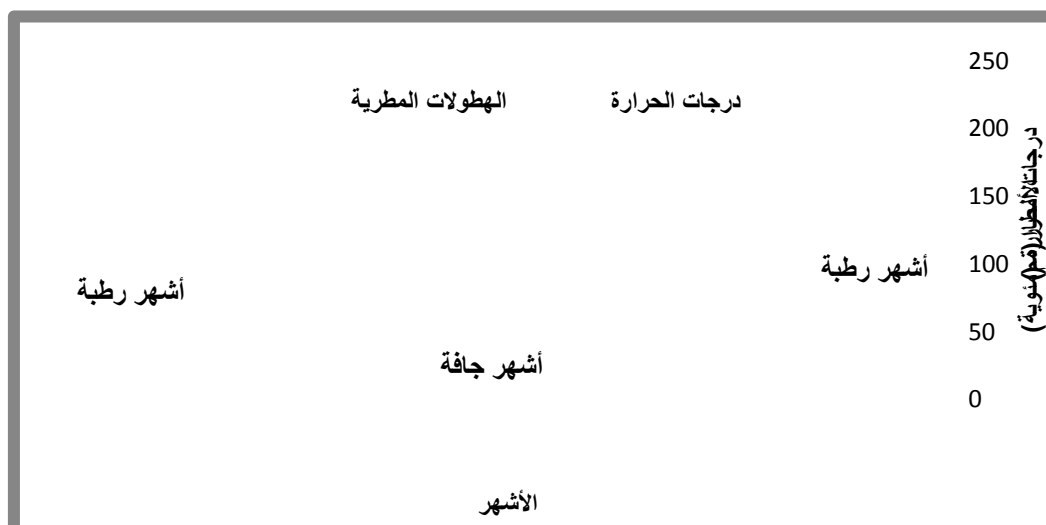 250
درجات الحرارة
الهطولات المطرية
200
150
أشهر رطبة
100
أشهر رطبة
50
أشهر جافة
0
الأشهر